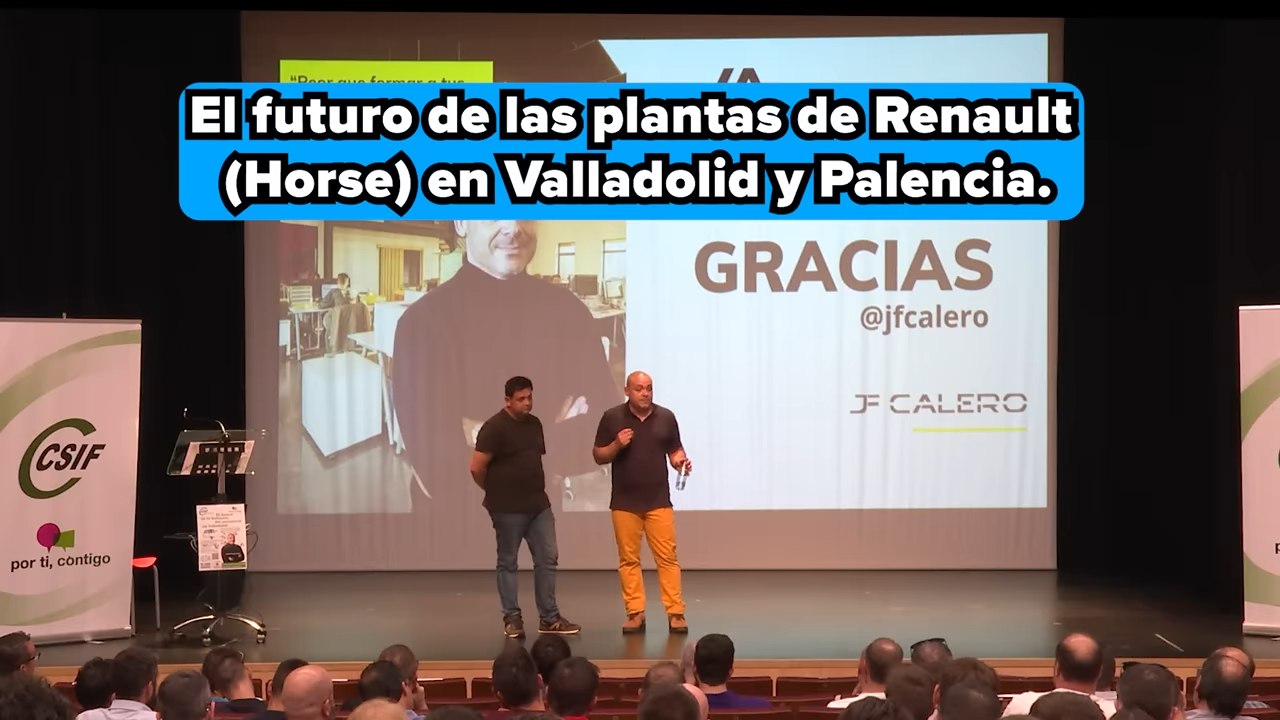 El futuro de las plantas de Renault
(Horse) en Valladolid y Palencia.
GRACIAS
@jfcalero
JF CALERO
CSIF
por ti, contigo